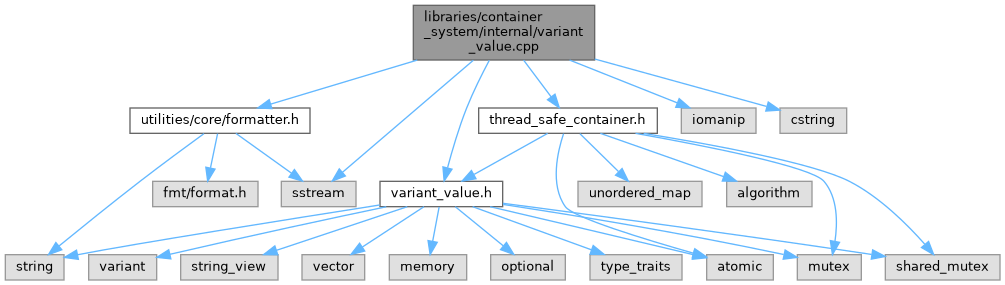 libraries/container
_system/internal/variant
_value.cpp
utilities/core/formatter.h
thread_safe_container.h
iomanip
cstring
fmt/format.h
sstream
variant_value.h
unordered_map
algorithm
string
variant
string_view
vector
memory
optional
type_traits
atomic
mutex
shared_mutex